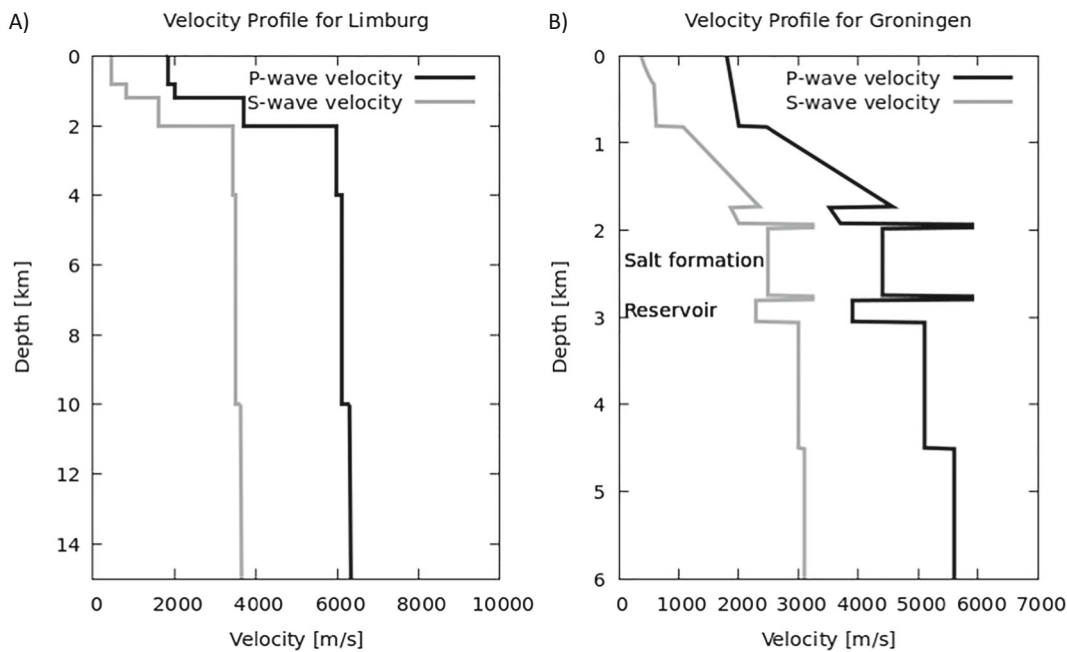 A)
Velocity Profile for Limburg
P-wave velocity
S-wave velocity
0
2
4
6
8
10
12
14
Depth [km]
0 2000 4000 6000 8000 10000
Velocity [m/s]
B)
Velocity Profile for Groningen
P-wave velocity
S-wave velocity
0
1
2
Salt formation
Reservoir
3
4
5
6
Depth [km]
0 1000 2000 3000 4000 5000 6000 7000
Velocity [m/s]